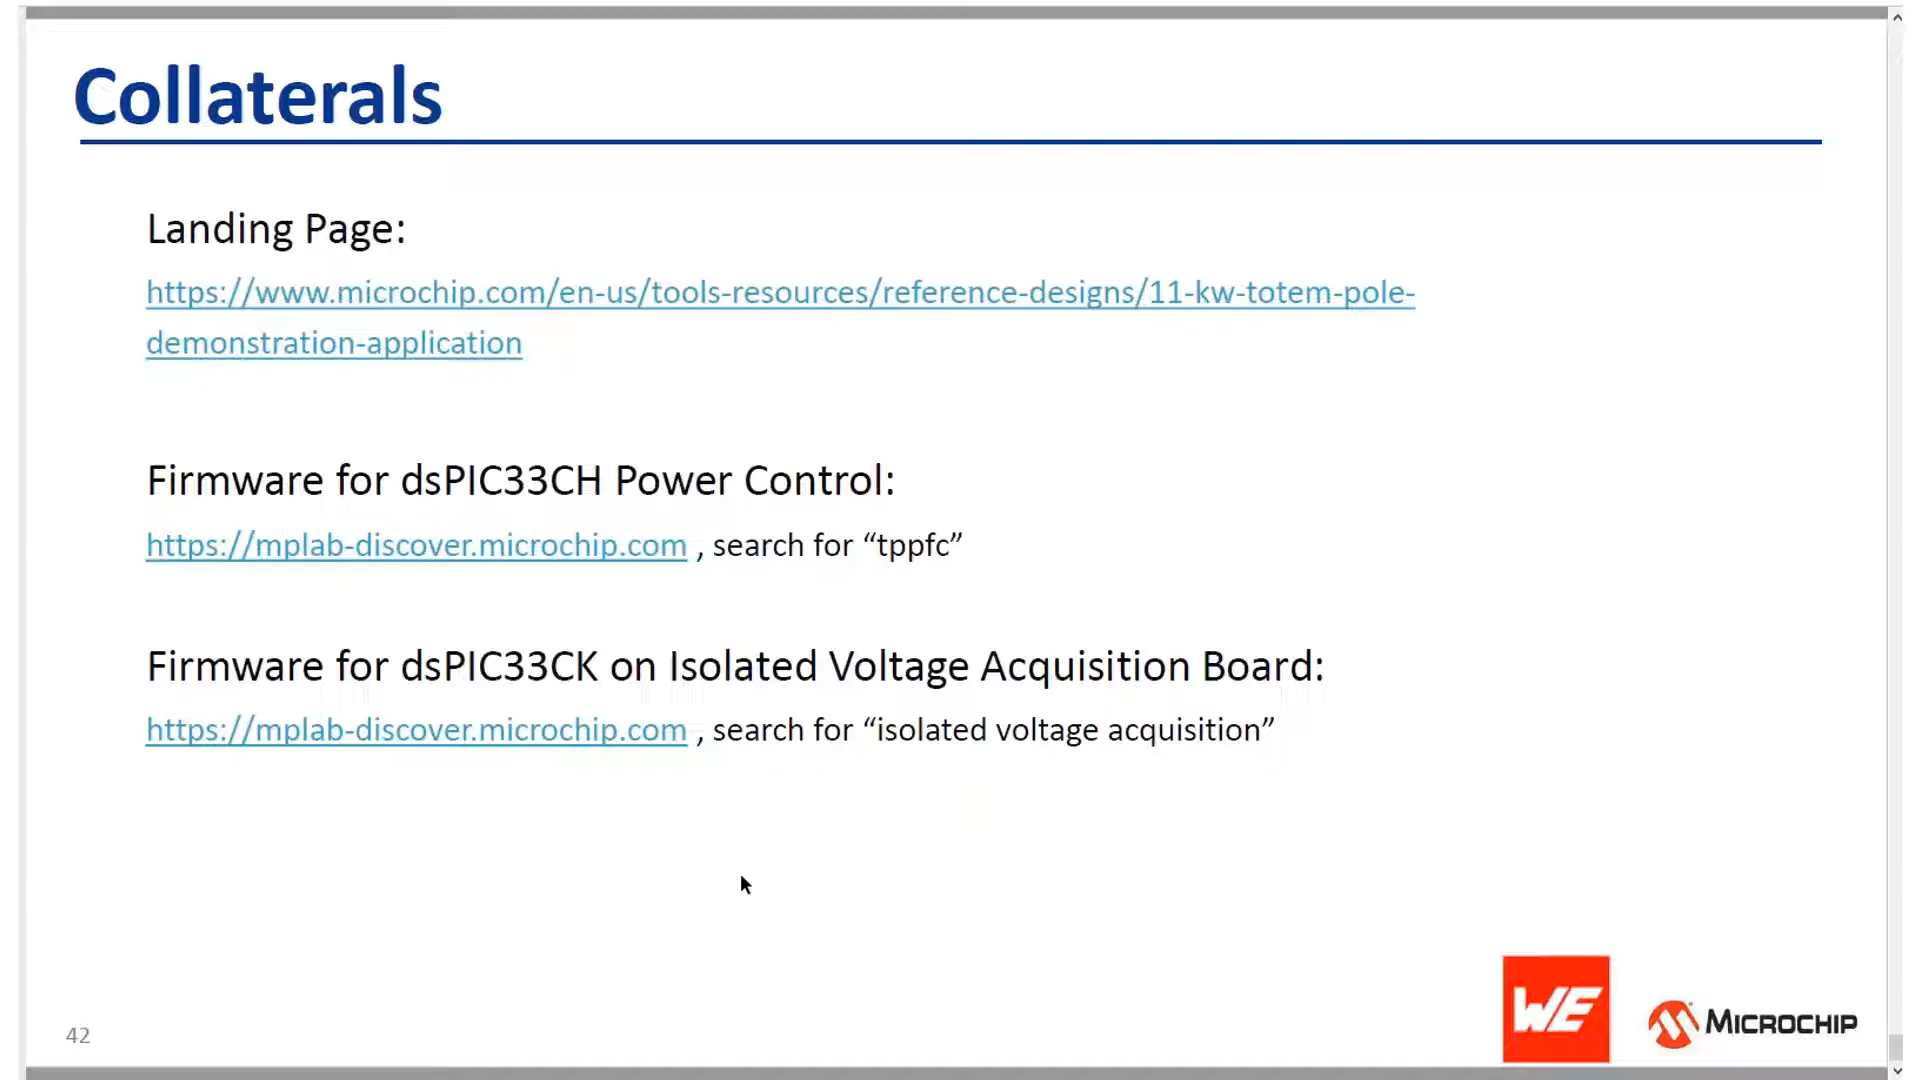 Collaterals
Landing Page:
https://www.microchip.com/en-us/tools-resources/reference-designs/11-kw-totem-pole-
demonstration-application
Firmware for dsPIC33CH Power Control:
https://mplab-discover.microchip.com , search for “tppfc”
Firmware for dsPIC33CK on Isolated Voltage Acquisition Board:
https://mplab-discover.microchip.com , search for “isolated voltage acquisition”
42
WE
MICROCHIP